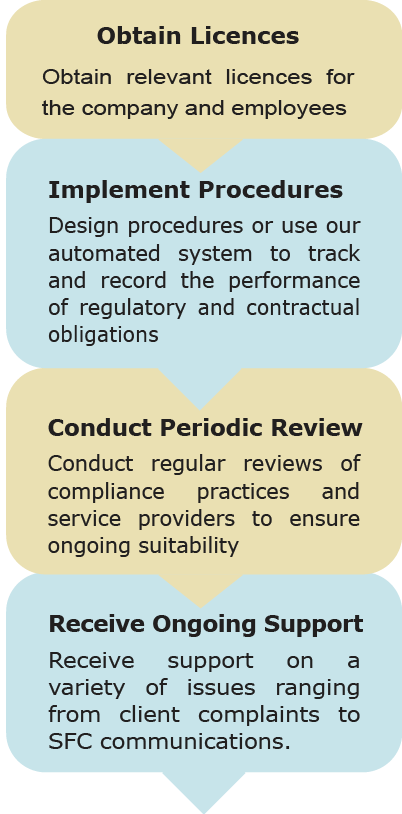 Obtain Licences
Obtain relevant licences for
the company and employees
Implement Procedures
Design procedures or use our
automated system to track
and record the performance
of regulatory and contractual
obligations
Conduct Periodic Review
Conduct regular reviews of
compliance practices and
service providers to ensure
ongoing suitability
Receive Ongoing Support
Receive support on a
variety of issues ranging
from client complaints to
SFC communications.